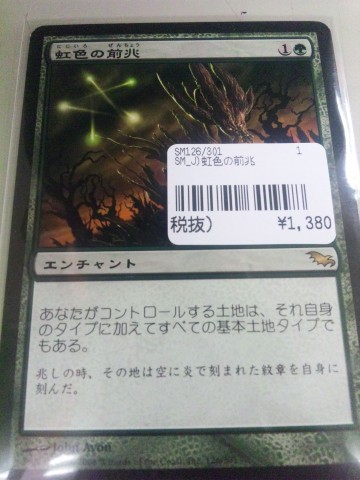 にじいろ ぜんちょう
虹色の前兆 1
SM126/301 1
SM_J)虹色の前兆
税抜) ¥1,380
エンチャント
あなたがコントロールする土地は、それ自身
のタイプに加えてすべての基本土地タイプで
もある。
兆しの時、その地は空に炎で刻まれた紋章を自身に
刻んだ。
John Avon